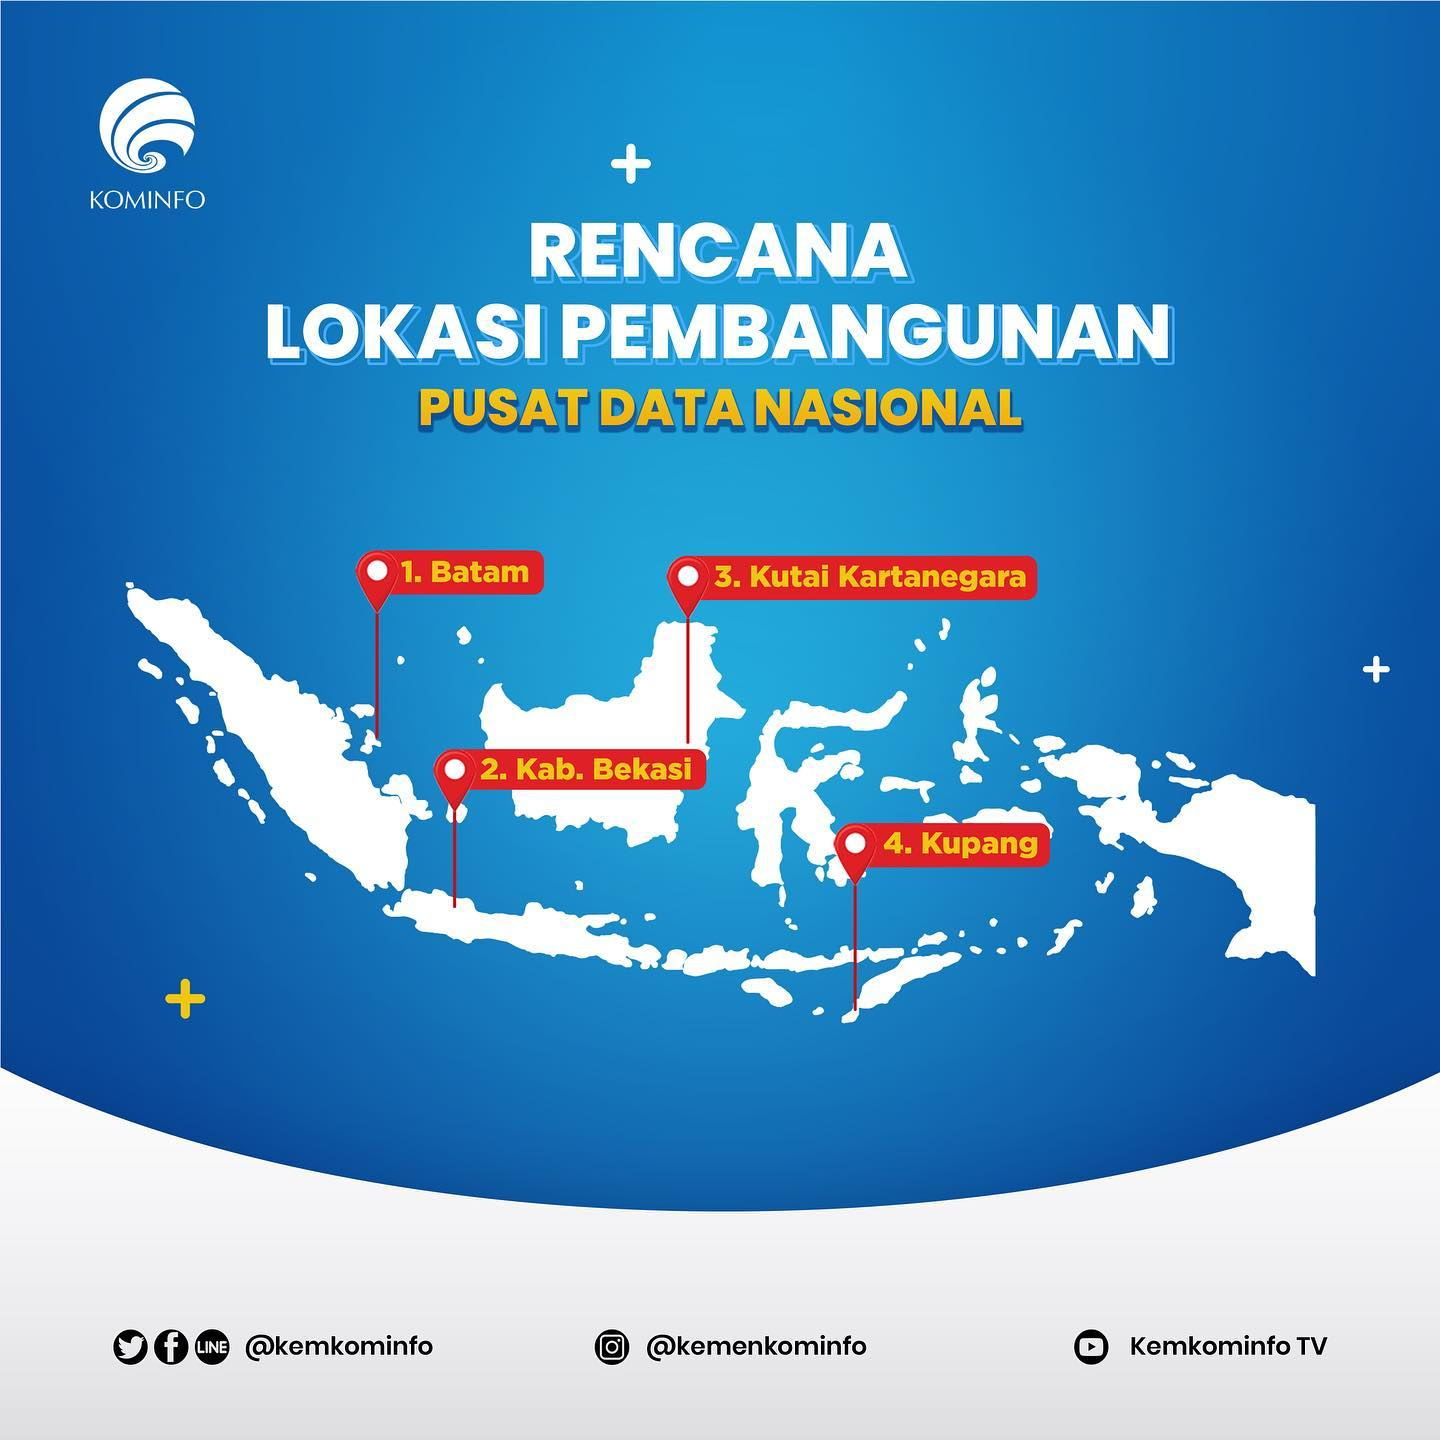 KOMINFO
RENCANA
LOKASI PEMBANGUNAN
PUSAT DATA NASIONAL
1. Batam
3. Kutai Kartanegara
2. Kab. Bekasi
4. Kupang
LINE @kemkominfo
@kemenkominfo
Kemkominfo TV